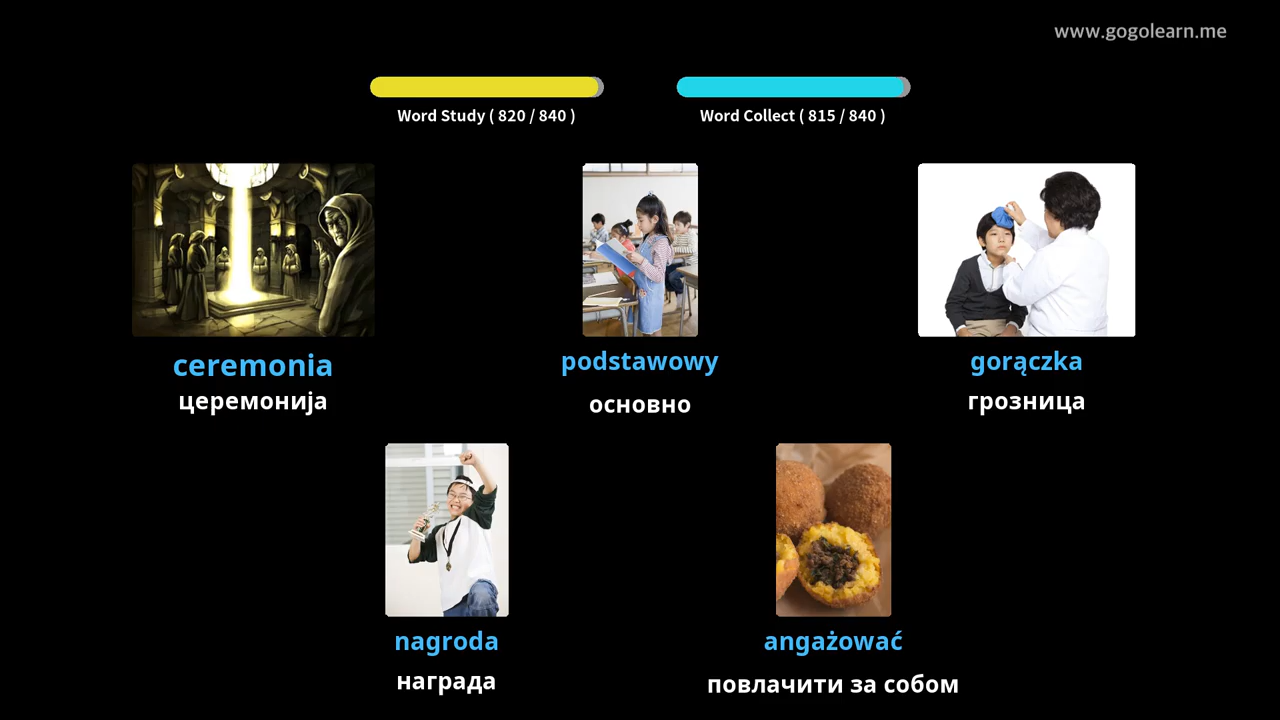 www.gogolearn.me
Word Study ( 820 / 840 )
Word Collect ( 815 / 840 )
ceremonia
церемонија
podstawowy
основно
gorączka
грозница
nagroda
награда
angażować
повлачити за собом